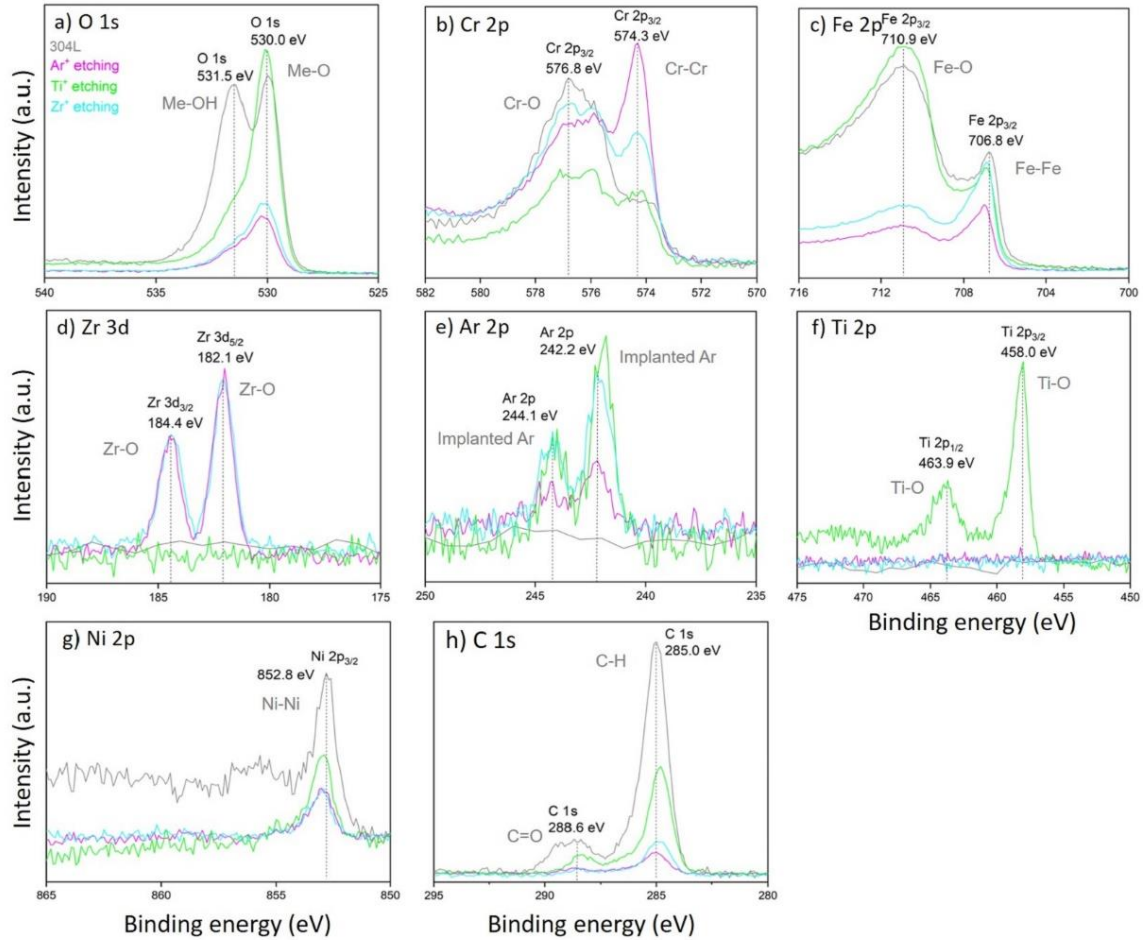 a) O 1s
304L
Ar⁺ etching
Ti⁺ etching
Zr⁺ etching
O 1s
531.5 eV
Me-OH
O 1s
530.0 eV
Me-O
540 535 530 525
Intensity (a.u.)
b) Cr 2p
Cr 2p3/2
576.8 eV
Cr-O
Cr 2p3/2
574.3 eV
Cr-Cr
582 580 578 576 574 572 570
c) Fe 2p
Fe 2p3/2
710.9 eV
Fe-O
Fe 2p3/2
706.8 eV
Fe-Fe
716 712 708 704 700
d) Zr 3d
Zr 3d5/2
182.1 eV
Zr-O
Zr 3d3/2
184.4 eV
Zr-O
190 185 180 175
Intensity (a.u.)
e) Ar 2p
Ar 2p
242.2 eV
Implanted Ar
Ar 2p
244.1 eV
Implanted Ar
250 245 240 235
f) Ti 2p
Ti 2p3/2
458.0 eV
Ti-O
Ti 2p1/2
463.9 eV
Ti-O
475 470 465 460 455 450
Binding energy (eV)
g) Ni 2p
Ni 2p3/2
852.8 eV
Ni-Ni
865 860 855 850
Intensity (a.u.)
Binding energy (eV)
h) C 1s
C 1s
285.0 eV
C-H
C 1s
288.6 eV
C=O
295 290 285 280
Binding energy (eV)